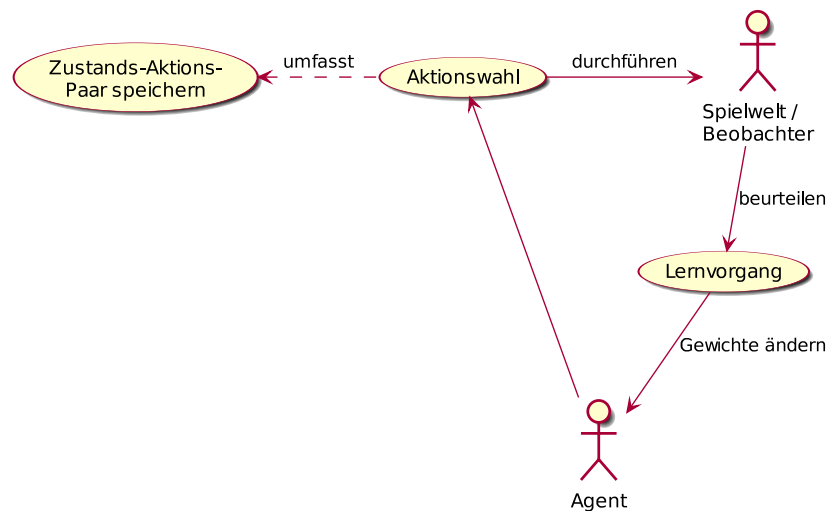 umfasst
durchführen
Zustands-Aktions-
Paar speichern
Aktionswahl
Spielwelt /
Beobachter
beurteilen
Lernvorgang
Gewichte ändern
Agent